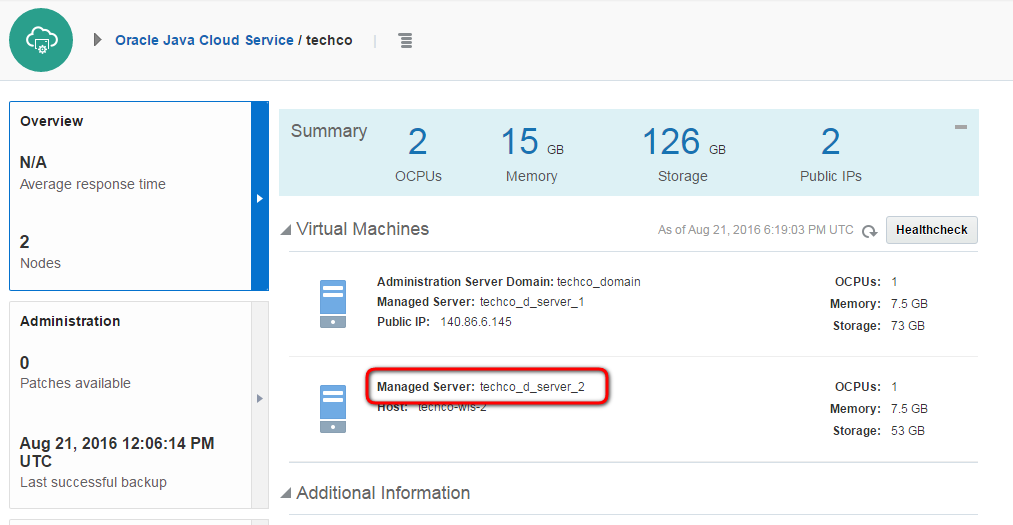 Oracle Java Cloud Service / techco
Overview
N/A
Average response time
2
Nodes
Administration
0
Patches available
Aug 21, 2016 12:06:14 PM
UTC
Last successful backup
Summary
2
OCPUs
15 GB
Memory
126 GB
Storage
2
Public IPs
Virtual Machines
As of Aug 21, 2016 6:19:03 PM UTC
Healthcheck
Administration Server Domain: techco_domain
Managed Server: techco_d_server_1
Public IP: 140.86.6.145
OCPUs: 1
Memory: 7.5 GB
Storage: 73 GB
Managed Server: techco_d_server_2
Host: techco-wls-2
OCPUs: 1
Memory: 7.5 GB
Storage: 53 GB
Additional Information